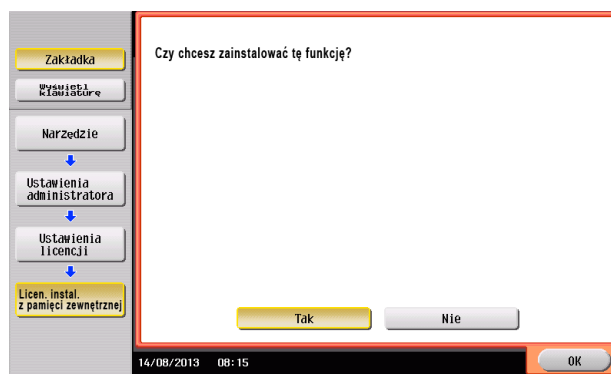 Zakładka
Wyświetl
klawiaturę
Narzędzie
Ustawienia
administratora
Ustawienia
licencji
Licen. instal.
z pamięci zewnętrznej
Czy chcesz zainstalować tę funkcję?
Tak
Nie
14/08/2013 08:15
OK